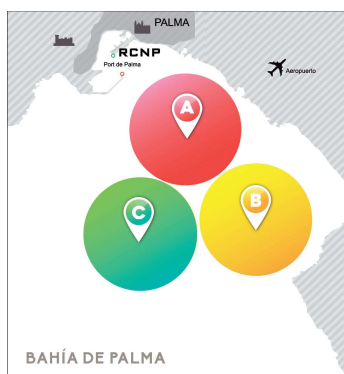 PALMA
RCNP
Port de Palma
Aeropuerto
A
B
C
BAHÍA DE PALMA